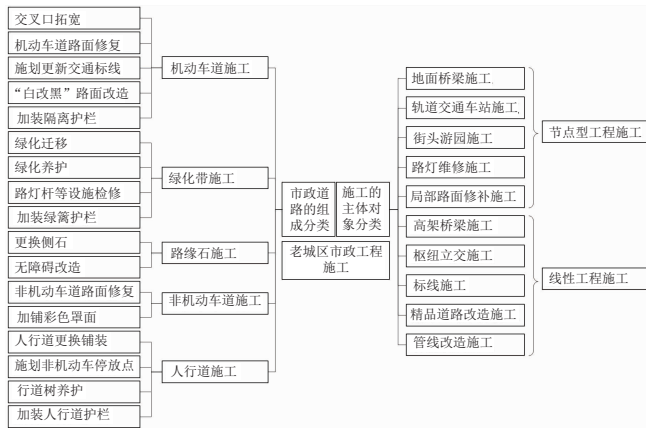 交叉口拓宽
机动车道路面修复
施划更新交通标线
“白改黑”路面改造
加装隔离护栏
机动车道施工
绿化迁移
绿化养护
路灯杆等设施检修
加装绿篱护栏
绿化带施工
更换侧石
无障碍改造
路缘石施工
非机动车道路面修复
加铺彩色罩面
非机动车道施工
人行道更换铺装
施划非机动车停放点
行道树养护
加装人行道护栏
人行道施工
市政道
路的组
成分类
施工的
主体对
象分类
老城区市政工程
施工
地面桥梁施工
轨道交通车站施工
街头游园施工
路灯维修施工
局部路面修补施工
节点型工程施工
高架桥梁施工
枢纽立交施工
标线施工
精品道路改造施工
管线改造施工
线性工程施工